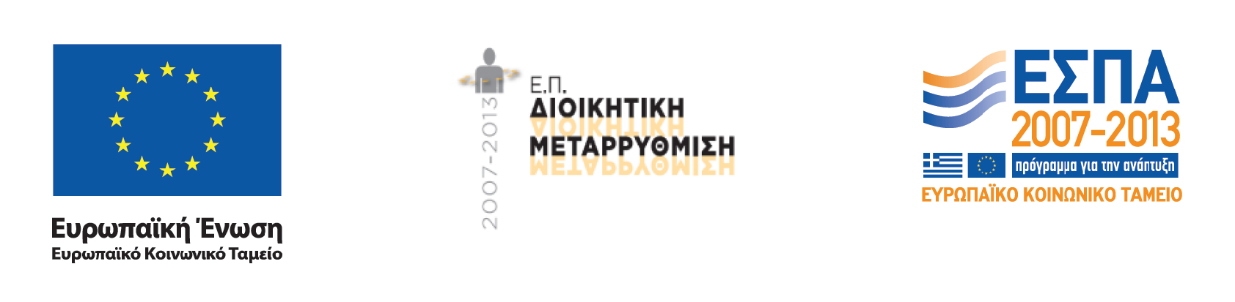 Ευρωπαϊκή Ένωση
Ευρωπαϊκό Κοινωνικό Ταμείο
2007-2013
Ε.Π.
ΔΙΟΙΚΗΤΙΚΗ
ΜΕΤΑΡΡΥΘΜΙΣΗ
ΕΣΠΑ
2007-2013
πρόγραμμα για την ανάπτυξη
ΕΥΡΩΠΑΪΚΟ ΚΟΙΝΩΝΙΚΟ ΤΑΜΕΙΟ